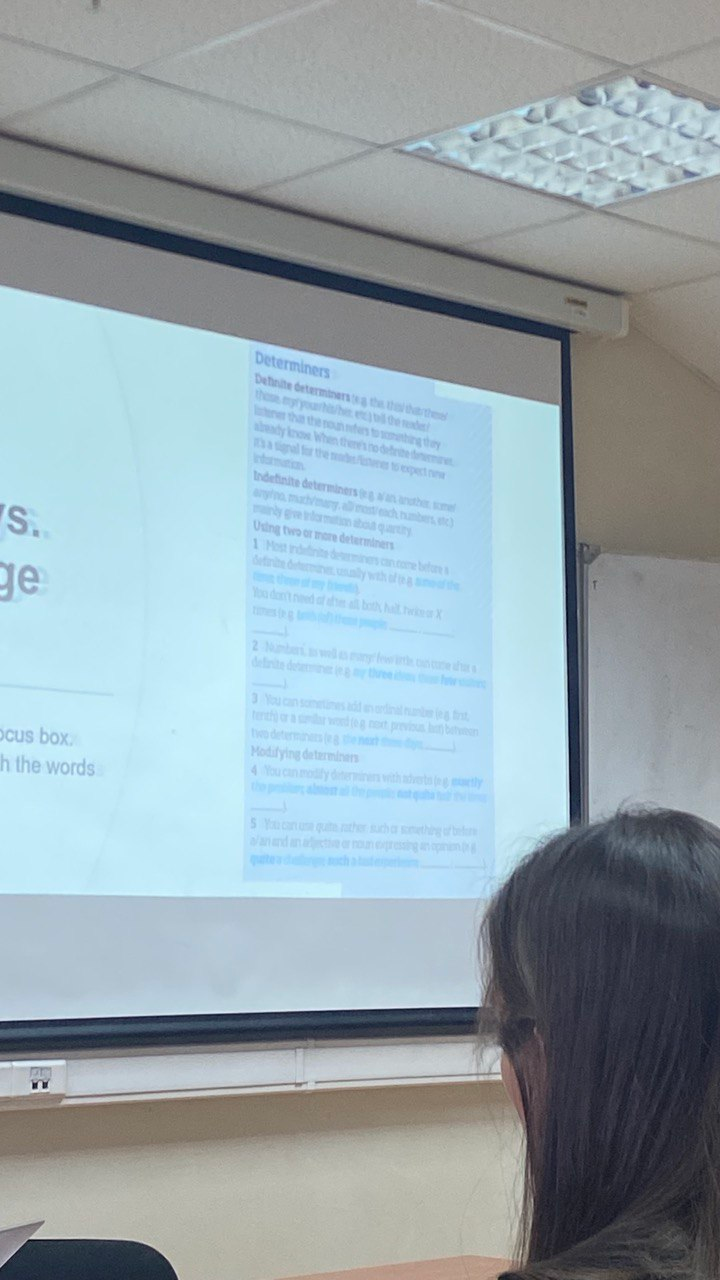 ys.
ge
ocus box.
h the words
Determiners
Definite determiners (e.g. the, this/that/these/
those, my/your/his/her, etc.) tell the reader/
listener that the noun refers to something they
already know. When there's no definite determiner,
it's a signal for the reader/listener to expect new
information.
Indefinite determiners (e.g. a/an, another, some/
any/no, much/many, all/most/each, numbers, etc.)
mainly give information about quantity.
Using two or more determiners
1 Most indefinite determiners can come before a
definite determiner, usually with of (e.g. some of the
time, three of my friends).
You don't need of after all, both, half, twice or X
times (e.g. both (of) those people, ______
______).
2 Numbers, as well as many/few/little, can come after a
definite determiner (e.g. my three, those few
______).
3 You can sometimes add an ordinal number (e.g. first,
tenth) or a similar word (e.g. next, previous, last) between
two determiners (e.g. the next three days, ______).
Modifying determiners
4 You can modify determiners with adverbs (e.g. exactly
the problem, almost all the people, not quite half the time,
______).
5 You can use quite, rather, such or something of before
a/an and an adjective or noun expressing an opinion (e.g.
quite a challenge, such a bad experience, ______).